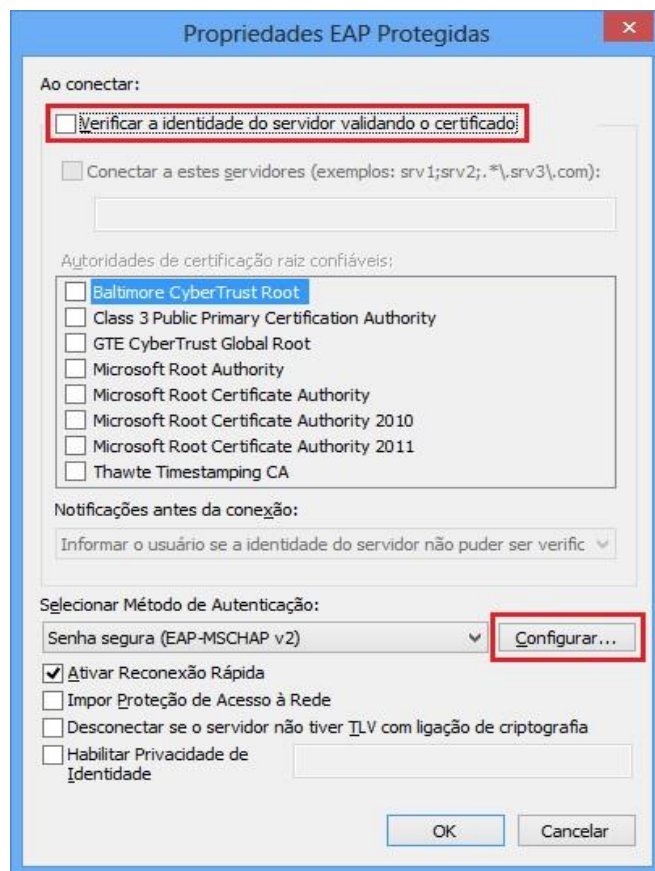 Propriedades EAP Protegidas
Ao conectar:
Verificar a identidade do servidor validando o certificado
Conectar a estes servidores (exemplos: srv1;srv2;.*\.srv3\.com):
Autoridades de certificação raiz confiáveis:
Baltimore CyberTrust Root
Class 3 Public Primary Certification Authority
GTE CyberTrust Global Root
Microsoft Root Authority
Microsoft Root Certificate Authority
Microsoft Root Certificate Authority 2010
Microsoft Root Certificate Authority 2011
Thawte Timestamping CA
Notificações antes da conexão:
Informar o usuário se a identidade do servidor não puder ser verific
Selecionar Método de Autenticação:
Senha segura (EAP-MSCHAP v2) Configurar...
Ativar Reconexão Rápida
Impor Proteção de Acesso à Rede
Desconectar se o servidor não tiver TLV com ligação de criptografia
Habilitar Privacidade de
Identidade
OK Cancelar